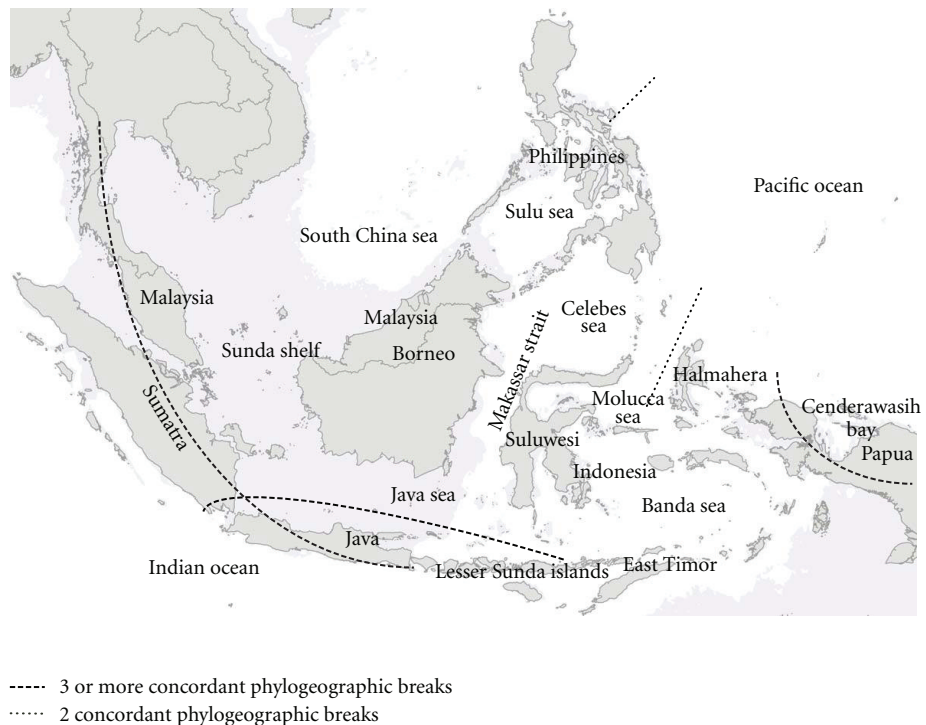 Philippines
Pacific ocean
Sulu sea
South China sea
Malaysia
Celebes
sea
Malaysia
Makassar strait
Sunda shelf
Borneo
Halmahera
Sumatra
Molucca
sea
Cenderawasih
bay
Suluwesi
Papua
Indonesia
Java sea
Banda sea
Java
Indian ocean
Lesser Sunda islands
East Timor
3 or more concordant phylogeographic breaks
2 concordant phylogeographic breaks